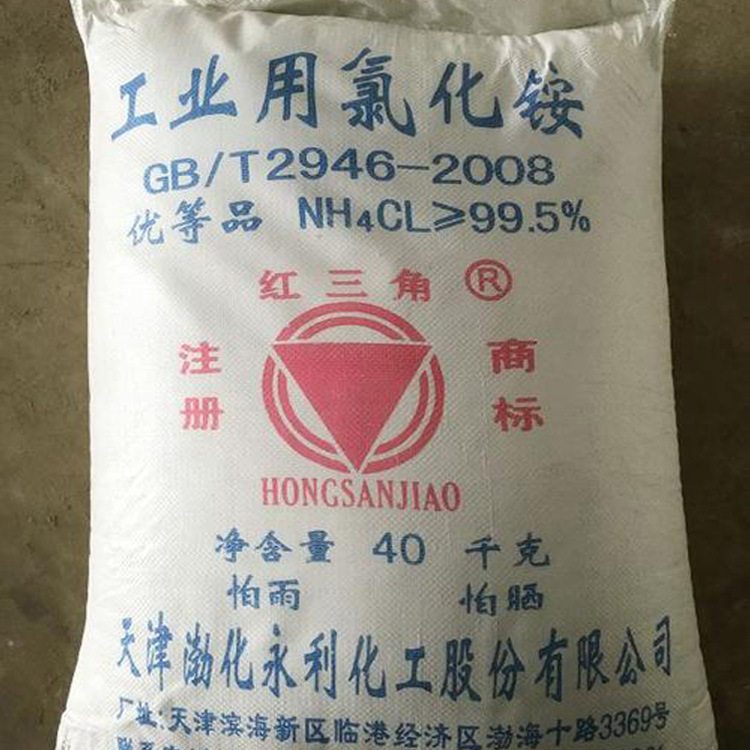 工业用氯化铵
GB/T2946-2008
优等品 NH₄CL≥99.5%
红三角®
注册 商标
HONGSANJIAO
净含量 40 千克
怕雨 怕晒
天津渤化永利化工股份有限公司
厂址:天津滨海新区临港经济区渤海十路3369号